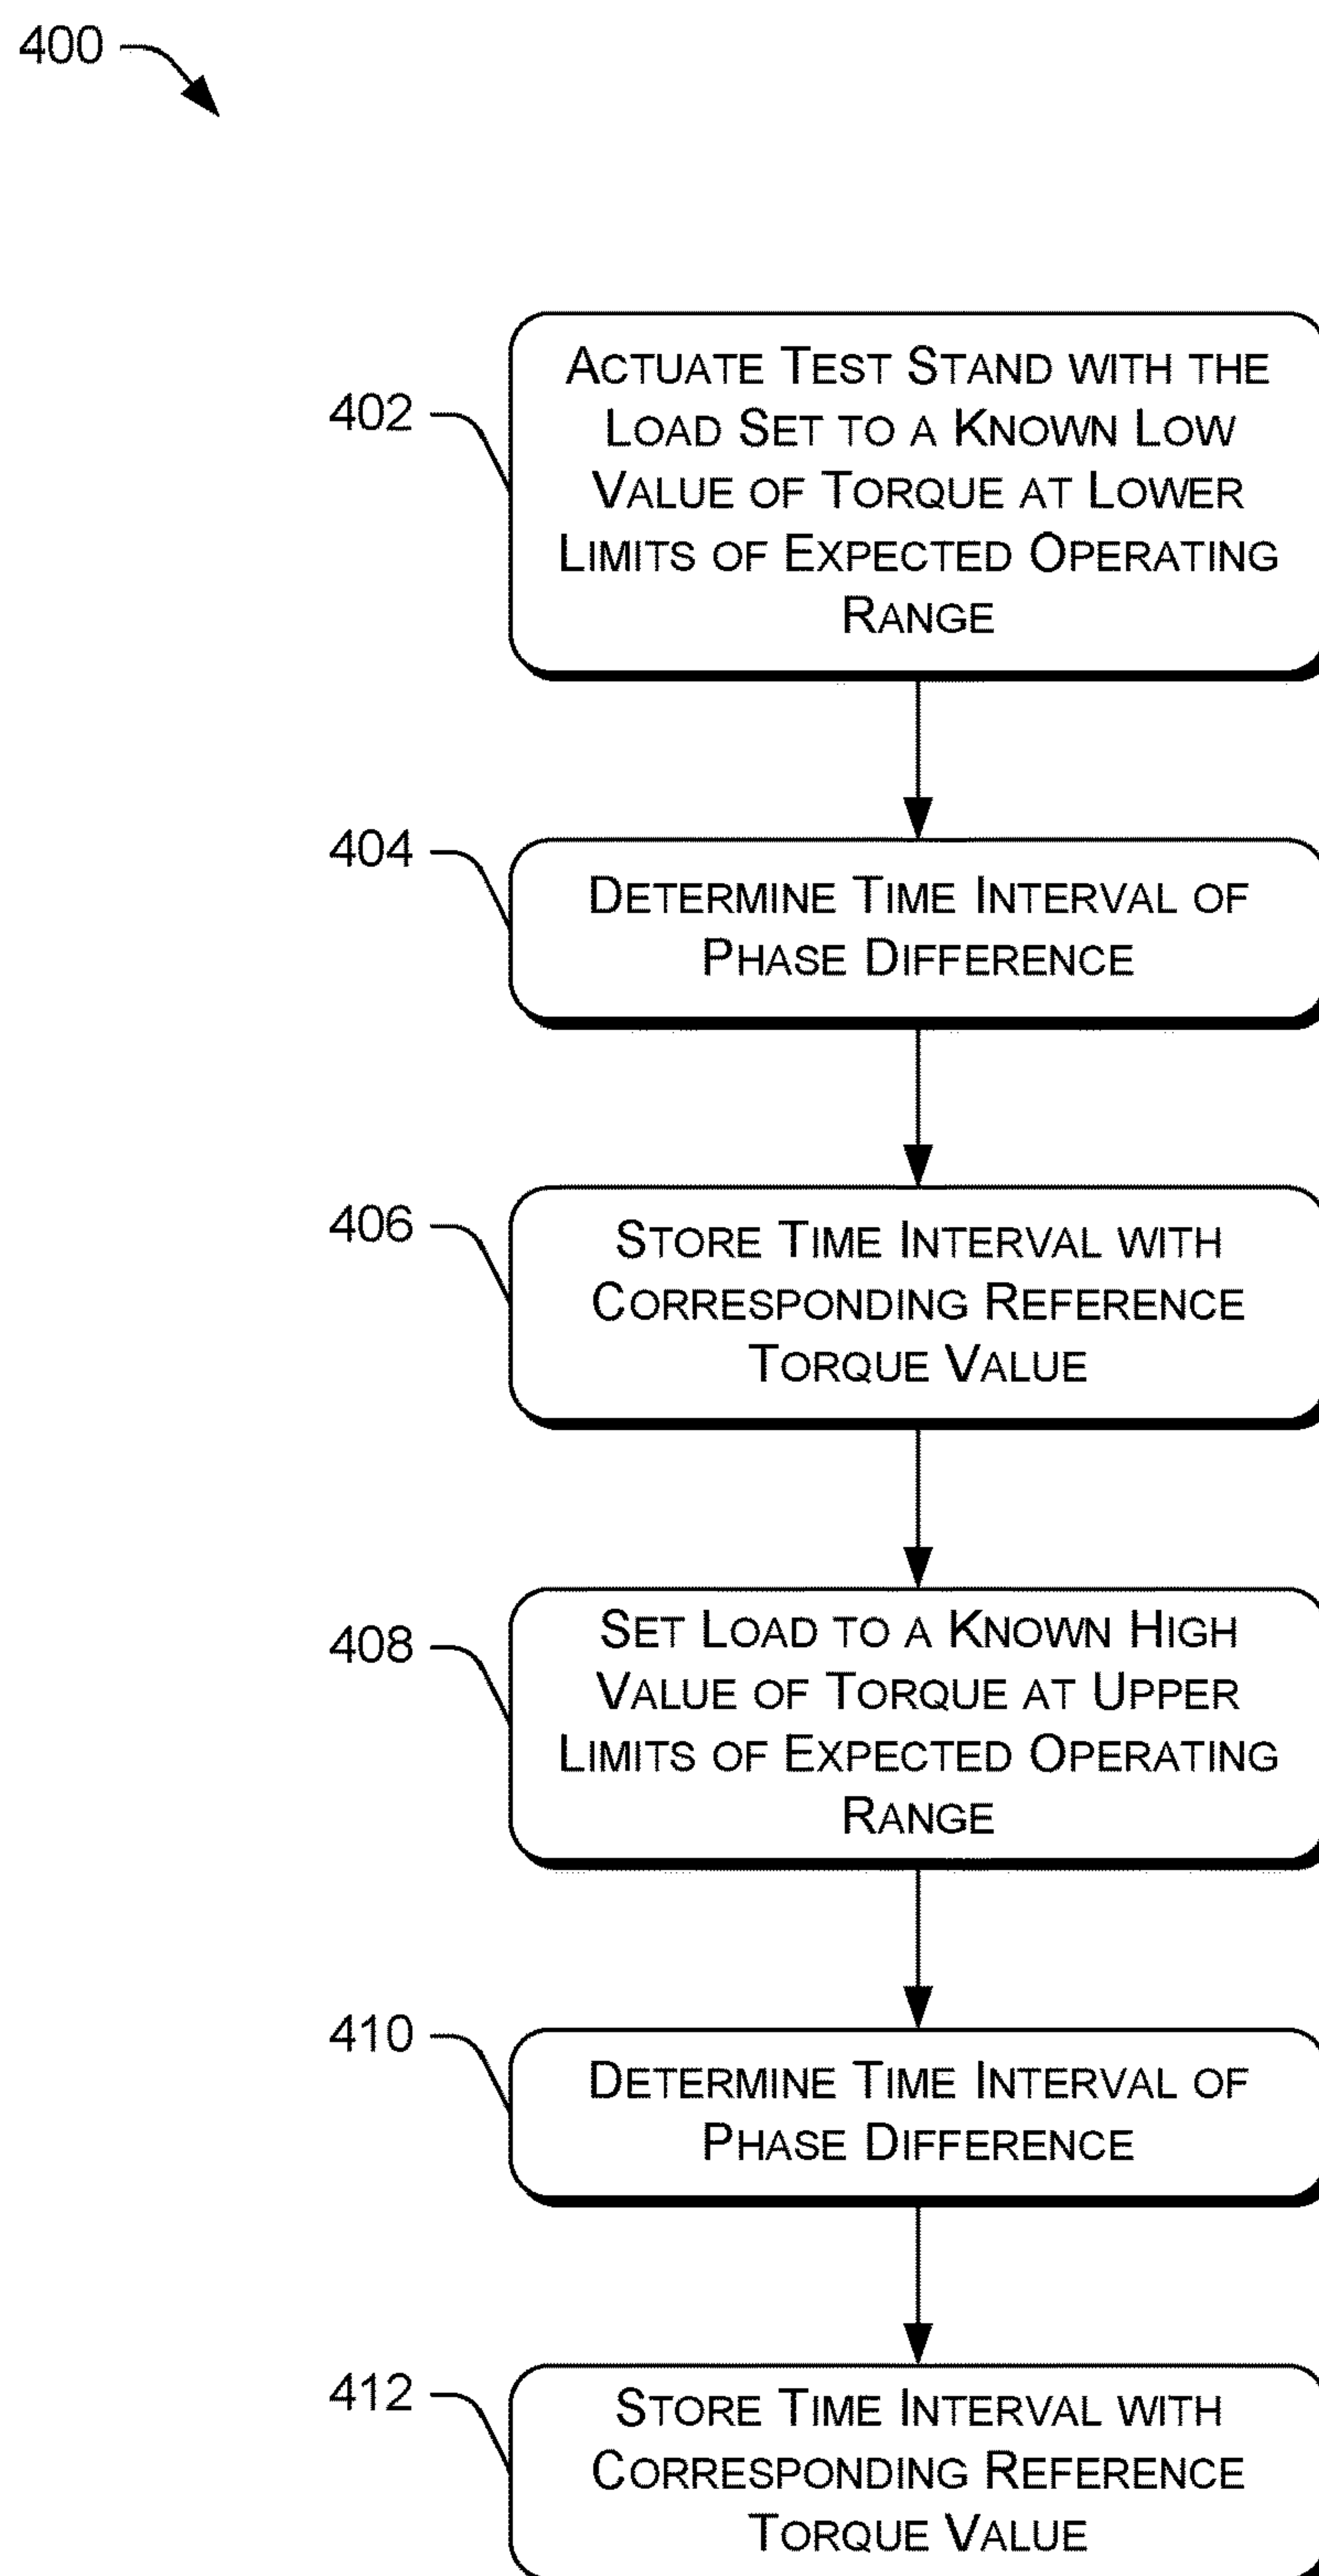 400
402
ACTUATE TEST STAND WITH THE
LOAD SET TO A KNOWN LOW
VALUE OF TORQUE AT LOWER
LIMITS OF EXPECTED OPERATING
RANGE
404
DETERMINE TIME INTERVAL OF
PHASE DIFFERENCE
406
STORE TIME INTERVAL WITH
CORRESPONDING REFERENCE
TORQUE VALUE
408
SET LOAD TO A KNOWN HIGH
VALUE OF TORQUE AT UPPER
LIMITS OF EXPECTED OPERATING
RANGE
410
DETERMINE TIME INTERVAL OF
PHASE DIFFERENCE
412
STORE TIME INTERVAL WITH
CORRESPONDING REFERENCE
TORQUE VALUE